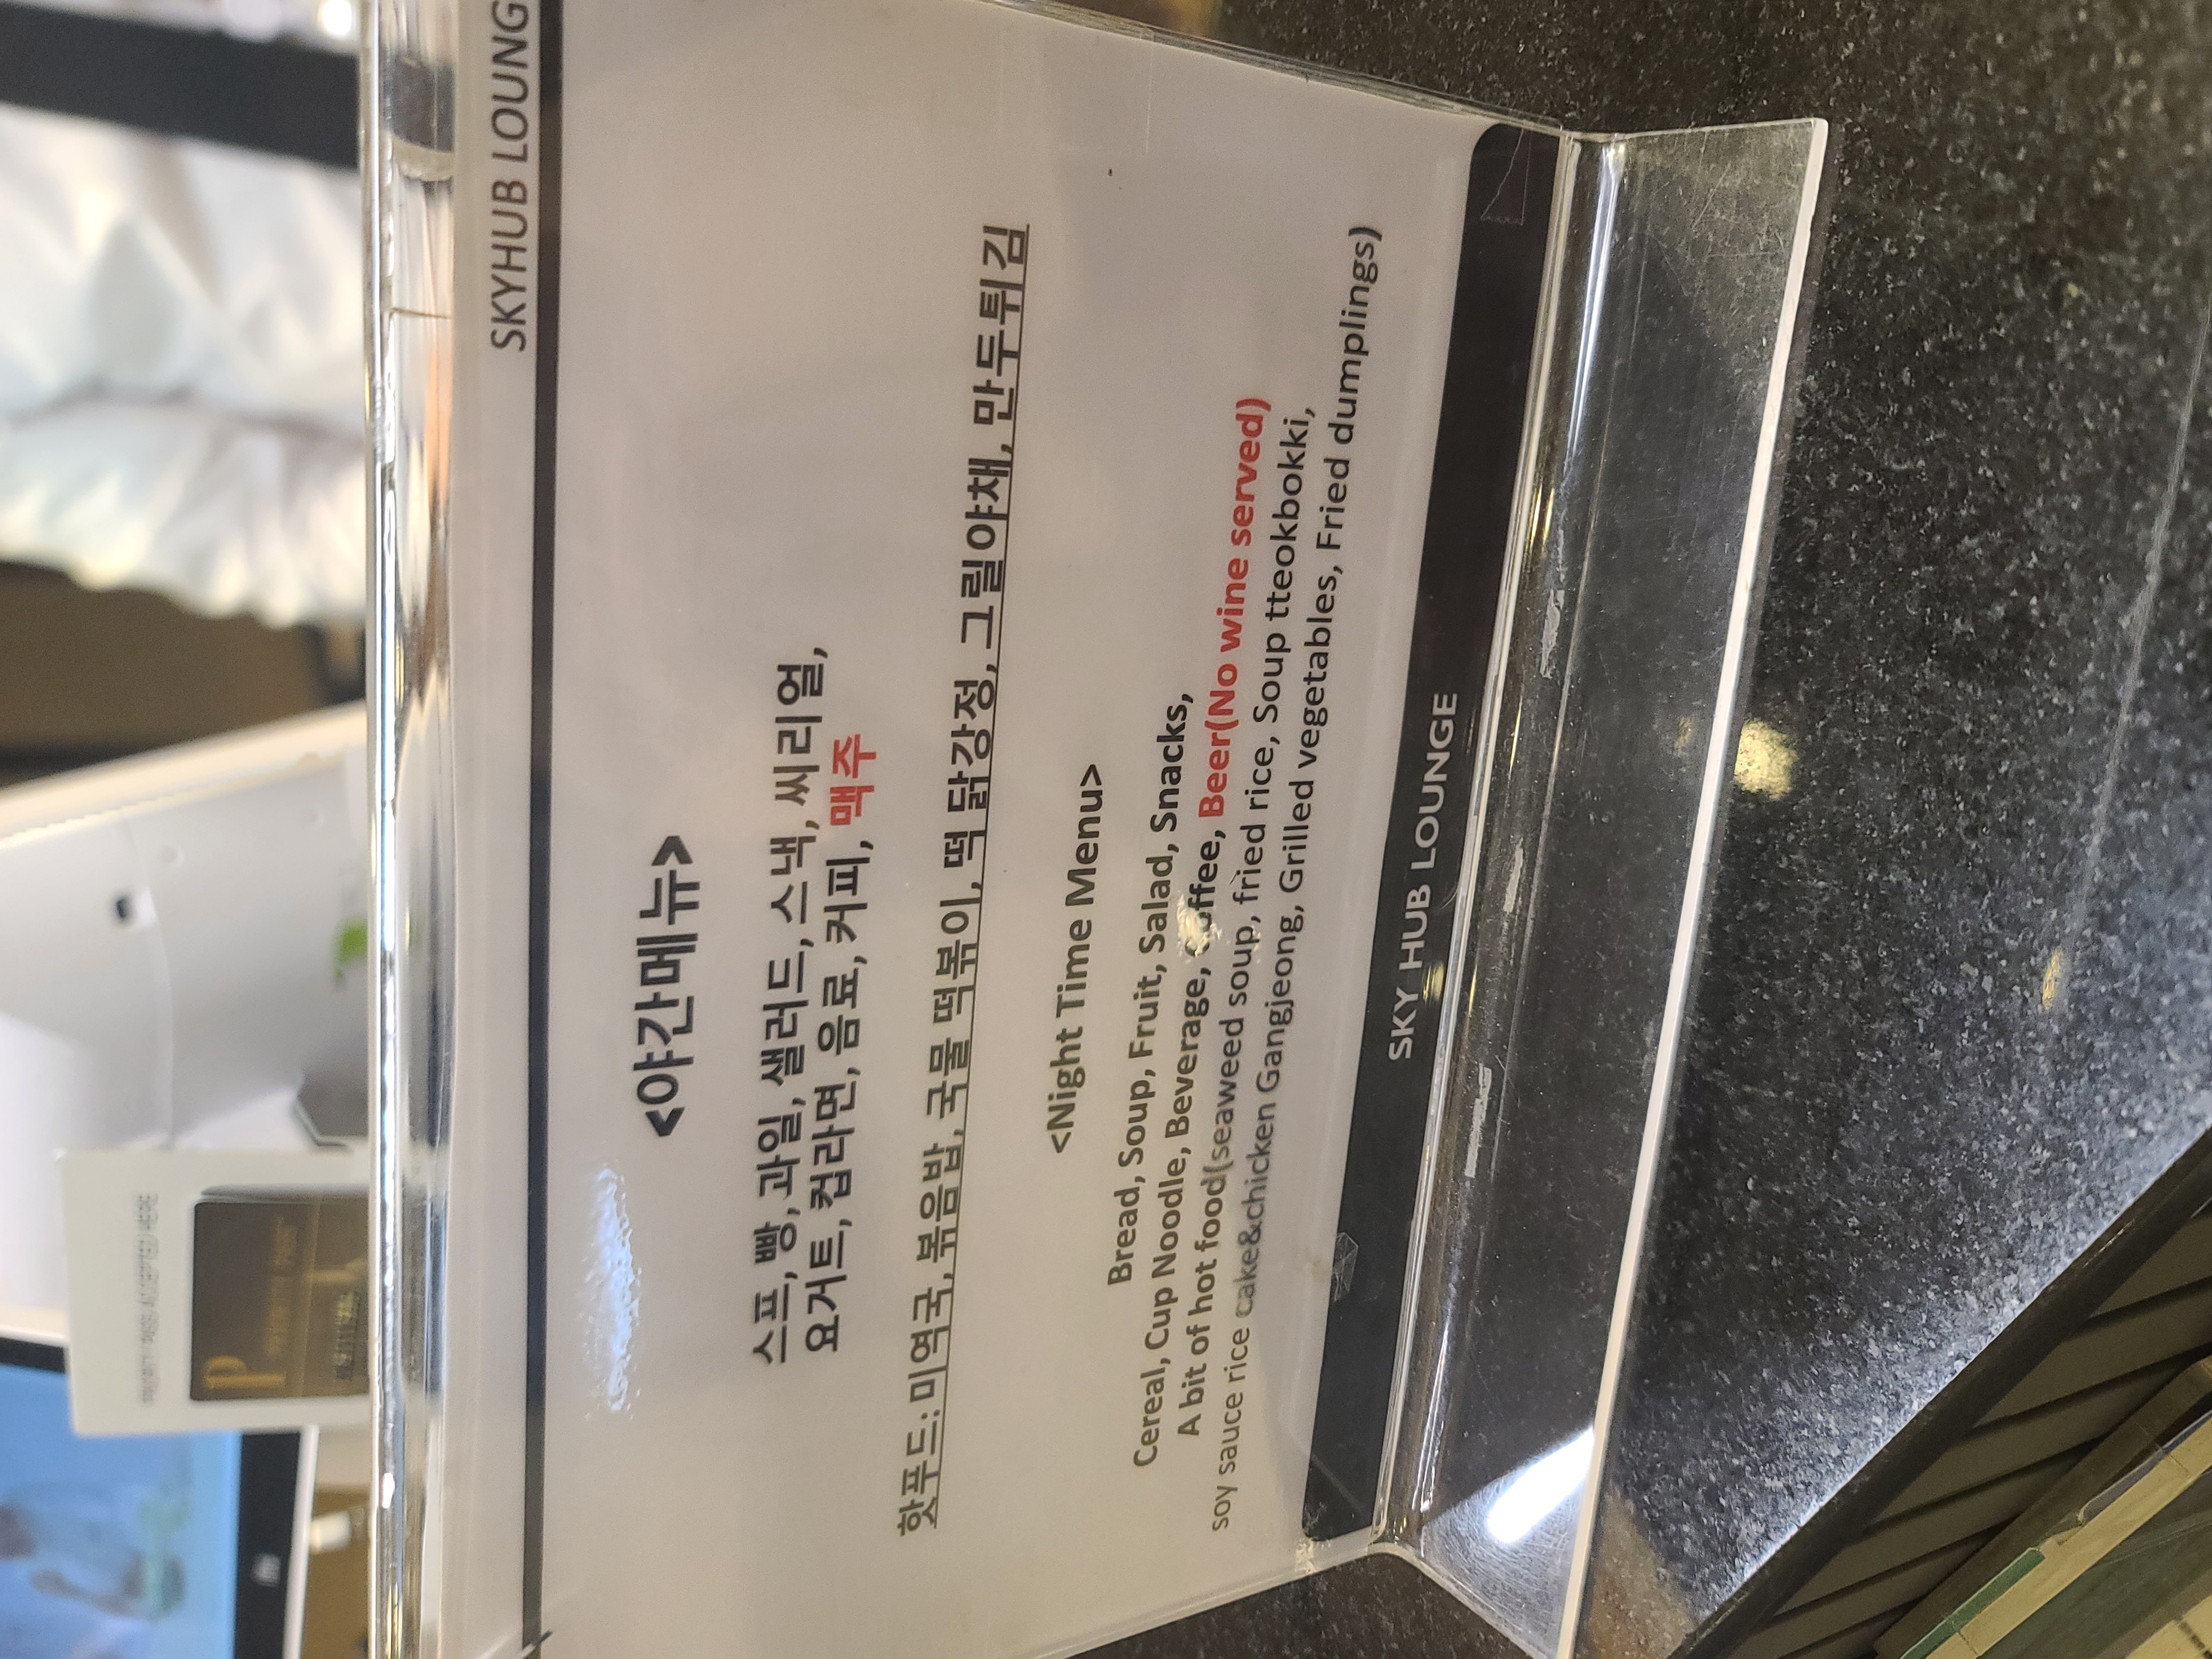 SKYHUB LOUNG
<야간메뉴>
스프, 빵, 과일, 샐러드, 스낵, 씨리얼,
요거트, 컵라면, 음료, 커피, 맥주
핫푸드: 미역국, 볶음밥, 국물 떡볶이, 떡 닭강정, 그릴야채, 만두튀김
<Night Time Menu>
Bread, Soup, Fruit, Salad, Snacks,
Cereal, Cup Noodle, Beverage, Coffee, Beer(No wine served)
A bit of hot food(seaweed soup, fried rice, Soup tteokbokki,
soy sauce rice cake&chicken Gangjeong, Grilled vegetables, Fried dumplings)
SKY HUB LOUNGE
PRIORITY PASS ACCEPTED HERE